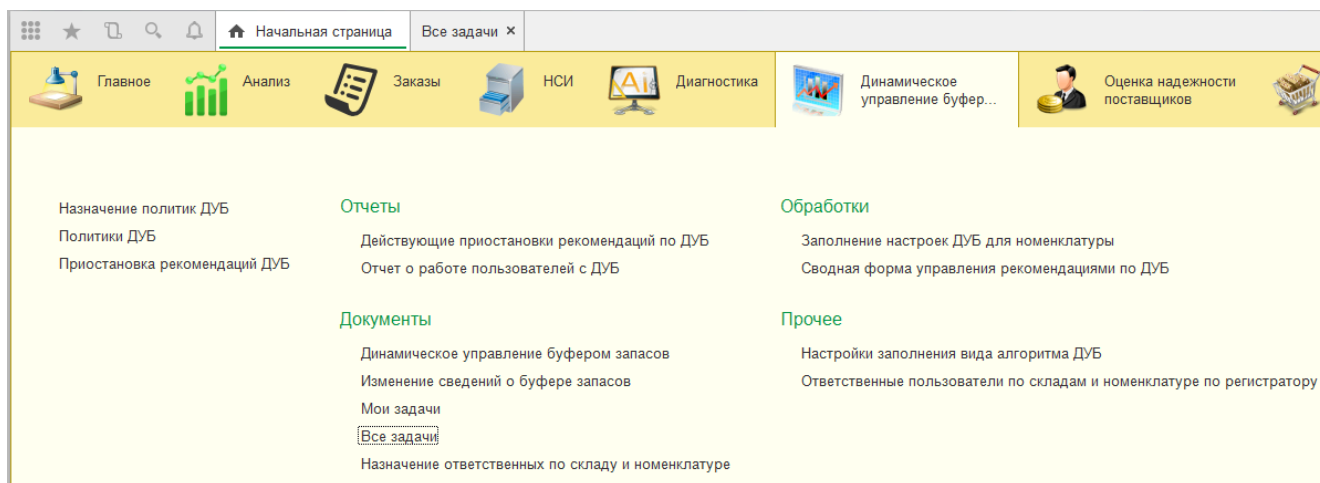 Начальная страница
Все задачи ×
Главное
Анализ
Заказы
НСИ
Диагностика
Динамическое
управление буфер...
Оценка надежности
поставщиков
Назначение политик ДУБ
Политики ДУБ
Приостановка рекомендаций ДУБ
Отчеты
Действующие приостановки рекомендаций по ДУБ
Отчет о работе пользователей с ДУБ
Документы
Динамическое управление буфером запасов
Изменение сведений о буфере запасов
Мои задачи
Все задачи
Назначение ответственных по складу и номенклатуре
Обработки
Заполнение настроек ДУБ для номенклатуры
Сводная форма управления рекомендациями по ДУБ
Прочее
Настройки заполнения вида алгоритма ДУБ
Ответственные пользователи по складам и номенклатуре по регистратору